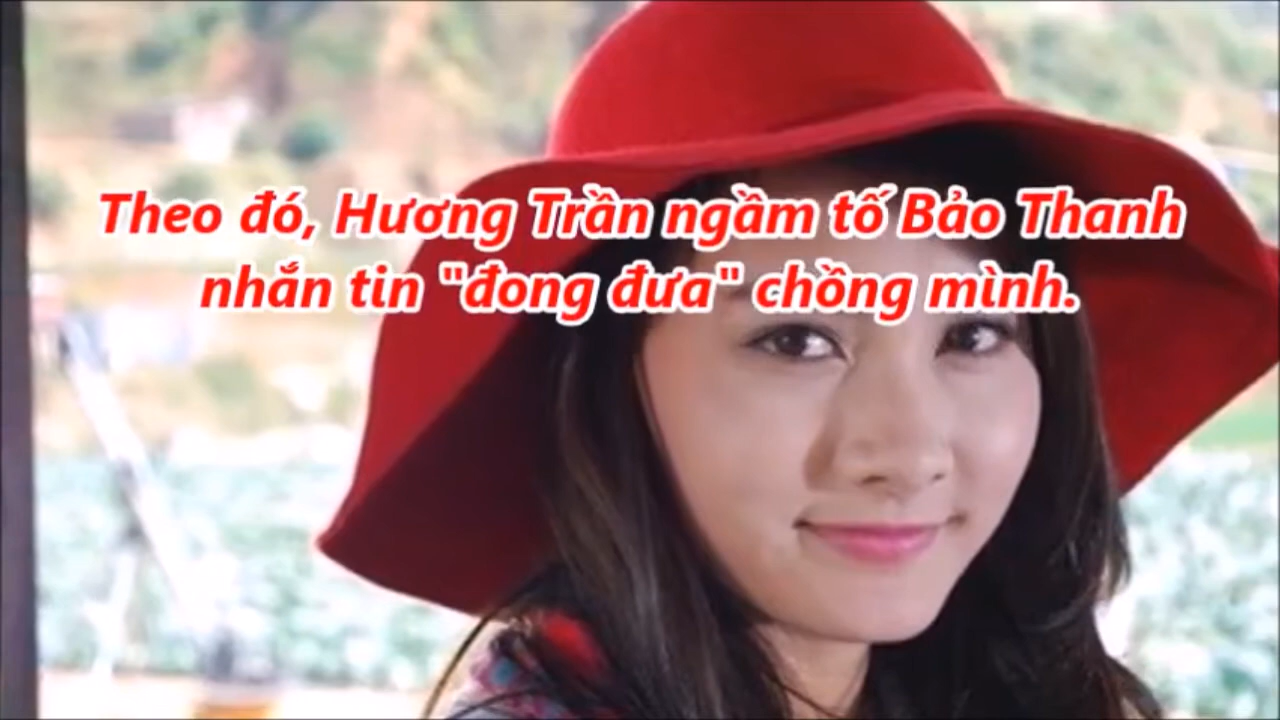 Theo đó, Hương Trần ngầm tố Bảo Thanh
nhắn tin "đong đưa" chồng mình.